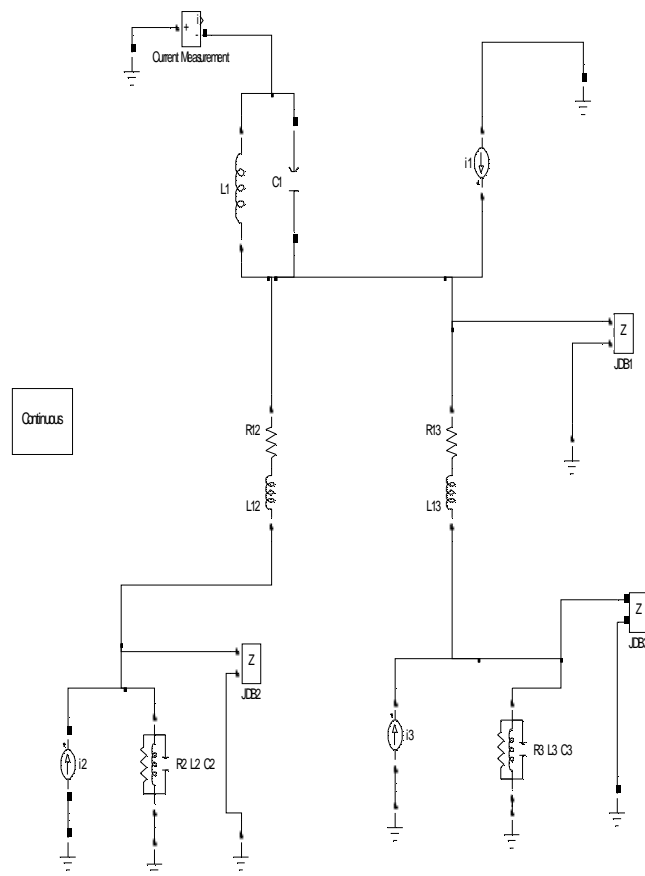 i
+
-
Current Measurement
i1
L1
C1
Z
JDB1
Continuous
R12
R13
L12
L13
Z
JDB2
Z
i2
R2 L2 C2
i3
R3 L3 C3